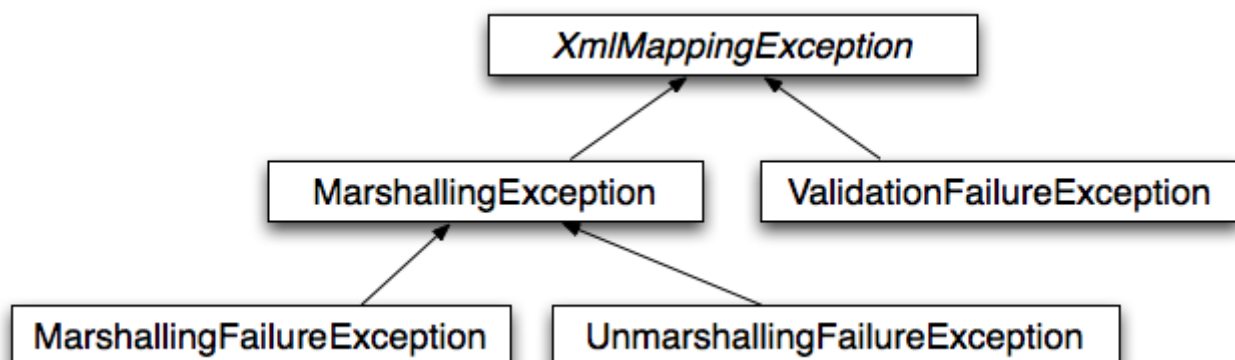 XmlMappingException
MarshallingException
ValidationFailureException
MarshallingFailureException
UnmarshallingFailureException